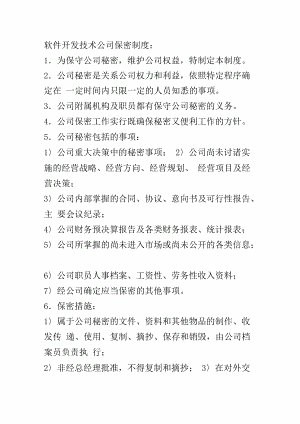 软件开发技术公司保密制度:
1．为保守公司秘密，维护公司权益，特制定本制度。
2．公司秘密是关系公司权力和利益，依照特定程序确
定在 一定时间内只限一定的人员知悉的事项。
3．公司附属机构及职员都有保守公司秘密的义务。
4．公司保密工作实行既确保秘密又便利工作的方针。
5．公司秘密包括的事项:
1）公司重大决策中的秘密事项； 2）公司尚未讨诸实
施的经营战略、经营方向、经营规划、 经营项目及经
营决策；
3）公司内部掌握的合同、协议、意向书及可行性报告、
主 要会议纪录；
4）公司财务预决算报告及各类财务报表、统计报表；
5）公司所掌握的尚未进入市场或尚未公开的各类信息；
6）公司职员人事档案、工资性、劳务性收入资料；
7）经公司确定应当保密的其他事项。
6．保密措施:
1）属于公司秘密的文件、资料和其他物品的制作、收
发传 递、使用、复制、摘抄、保存和销毁，由公司档
案员负责执 行；
2）非经总经理批准，不得复制和摘抄； 3）在对外交